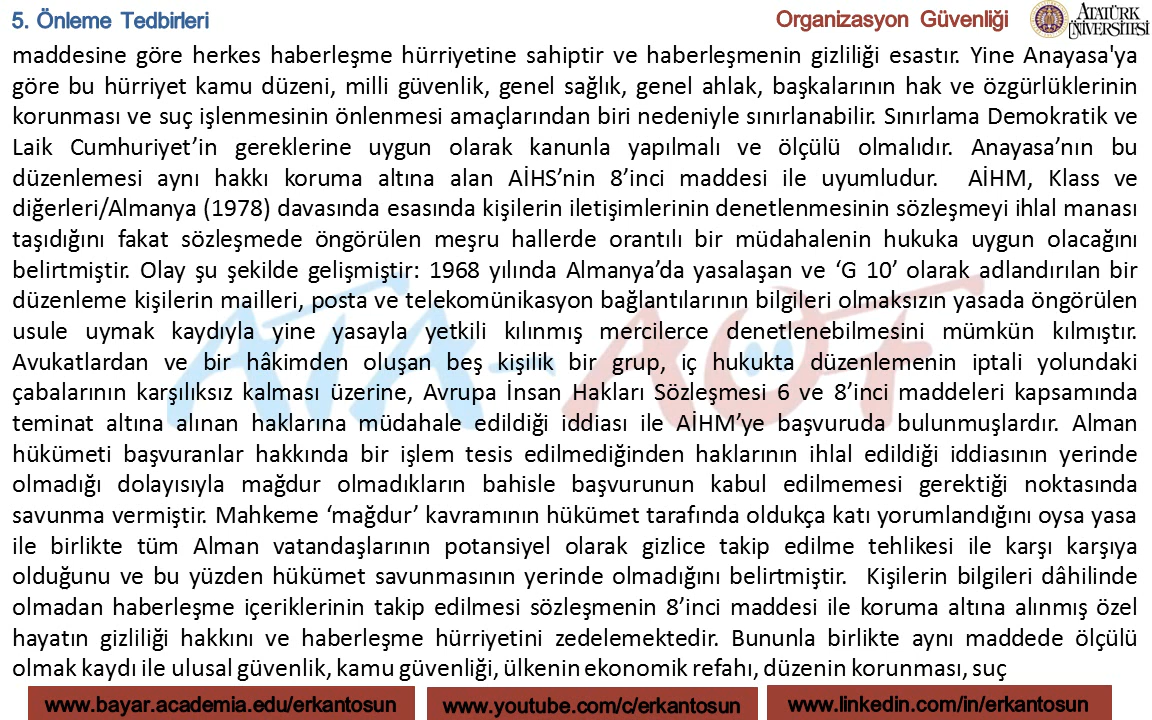 5. Önleme Tedbirleri
Organizasyon Güvenliği
ATATÜRK
ÜNİVERSİTESİ
maddesine göre herkes haberleşme hürriyetine sahiptir ve haberleşmenin gizliliği esastır. Yine Anayasa'ya
göre bu hürriyet kamu düzeni, milli güvenlik, genel sağlık, genel ahlak, başkalarının hak ve özgürlüklerinin
korunması ve suç işlenmesinin önlenmesi amaçlarından biri nedeniyle sınırlanabilir. Sınırlama Demokratik ve
Laik Cumhuriyet’in gereklerine uygun olarak kanunla yapılmalı ve ölçülü olmalıdır. Anayasa’nın bu
düzenlemesi aynı hakkı koruma altına alan AİHS’nin 8’inci maddesi ile uyumludur. AİHM, Klass ve
diğerleri/Almanya (1978) davasında esasında kişilerin iletişimlerinin denetlenmesinin sözleşmeyi ihlal manası
taşıdığını fakat sözleşmede öngörülen meşru hallerde orantılı bir müdahalenin hukuka uygun olacağını
belirtmiştir. Olay şu şekilde gelişmiştir: 1968 yılında Almanya’da yasalaşan ve ‘G 10’ olarak adlandırılan bir
düzenleme kişilerin mailleri, posta ve telekomünikasyon bağlantılarının bilgileri olmaksızın yasada öngörülen
usule uymak kaydıyla yine yasayla yetkili kılınmış mercilerce denetlenebilmesini mümkün kılmıştır.
Avukatlardan ve bir hâkimden oluşan beş kişilik bir grup, iç hukukta düzenlemenin iptali yolundaki
çabalarının karşılıksız kalması üzerine, Avrupa İnsan Hakları Sözleşmesi 6 ve 8’inci maddeleri kapsamında
teminat altına alınan haklarına müdahale edildiği iddiası ile AİHM’ye başvuruda bulunmuşlardır. Alman
hükümeti başvuranlar hakkında bir işlem tesis edilmediğinden haklarının ihlal edildiği iddiasının yerinde
olmadığı dolayısıyla mağdur olmadıkların bahisle başvurunun kabul edilmemesi gerektiği noktasında
savunma vermiştir. Mahkeme ‘mağdur’ kavramının hükümet tarafında oldukça katı yorumlandığını oysa yasa
ile birlikte tüm Alman vatandaşlarının potansiyel olarak gizlice takip edilme tehlikesi ile karşı karşıya
olduğunu ve bu yüzden hükümet savunmasının yerinde olmadığını belirtmiştir. Kişilerin bilgileri dâhilinde
olmadan haberleşme içeriklerinin takip edilmesi sözleşmenin 8’inci maddesi ile koruma altına alınmış özel
hayatın gizliliği hakkını ve haberleşme hürriyetini zedelemektedir. Bununla birlikte aynı maddede ölçülü
olmak kaydı ile ulusal güvenlik, kamu güvenliği, ülkenin ekonomik refahı, düzenin korunması, suç
ATA-AÖF
www.bayar.academia.edu/erkantosun
www.youtube.com/c/erkantosun
www.linkedin.com/in/erkantosun